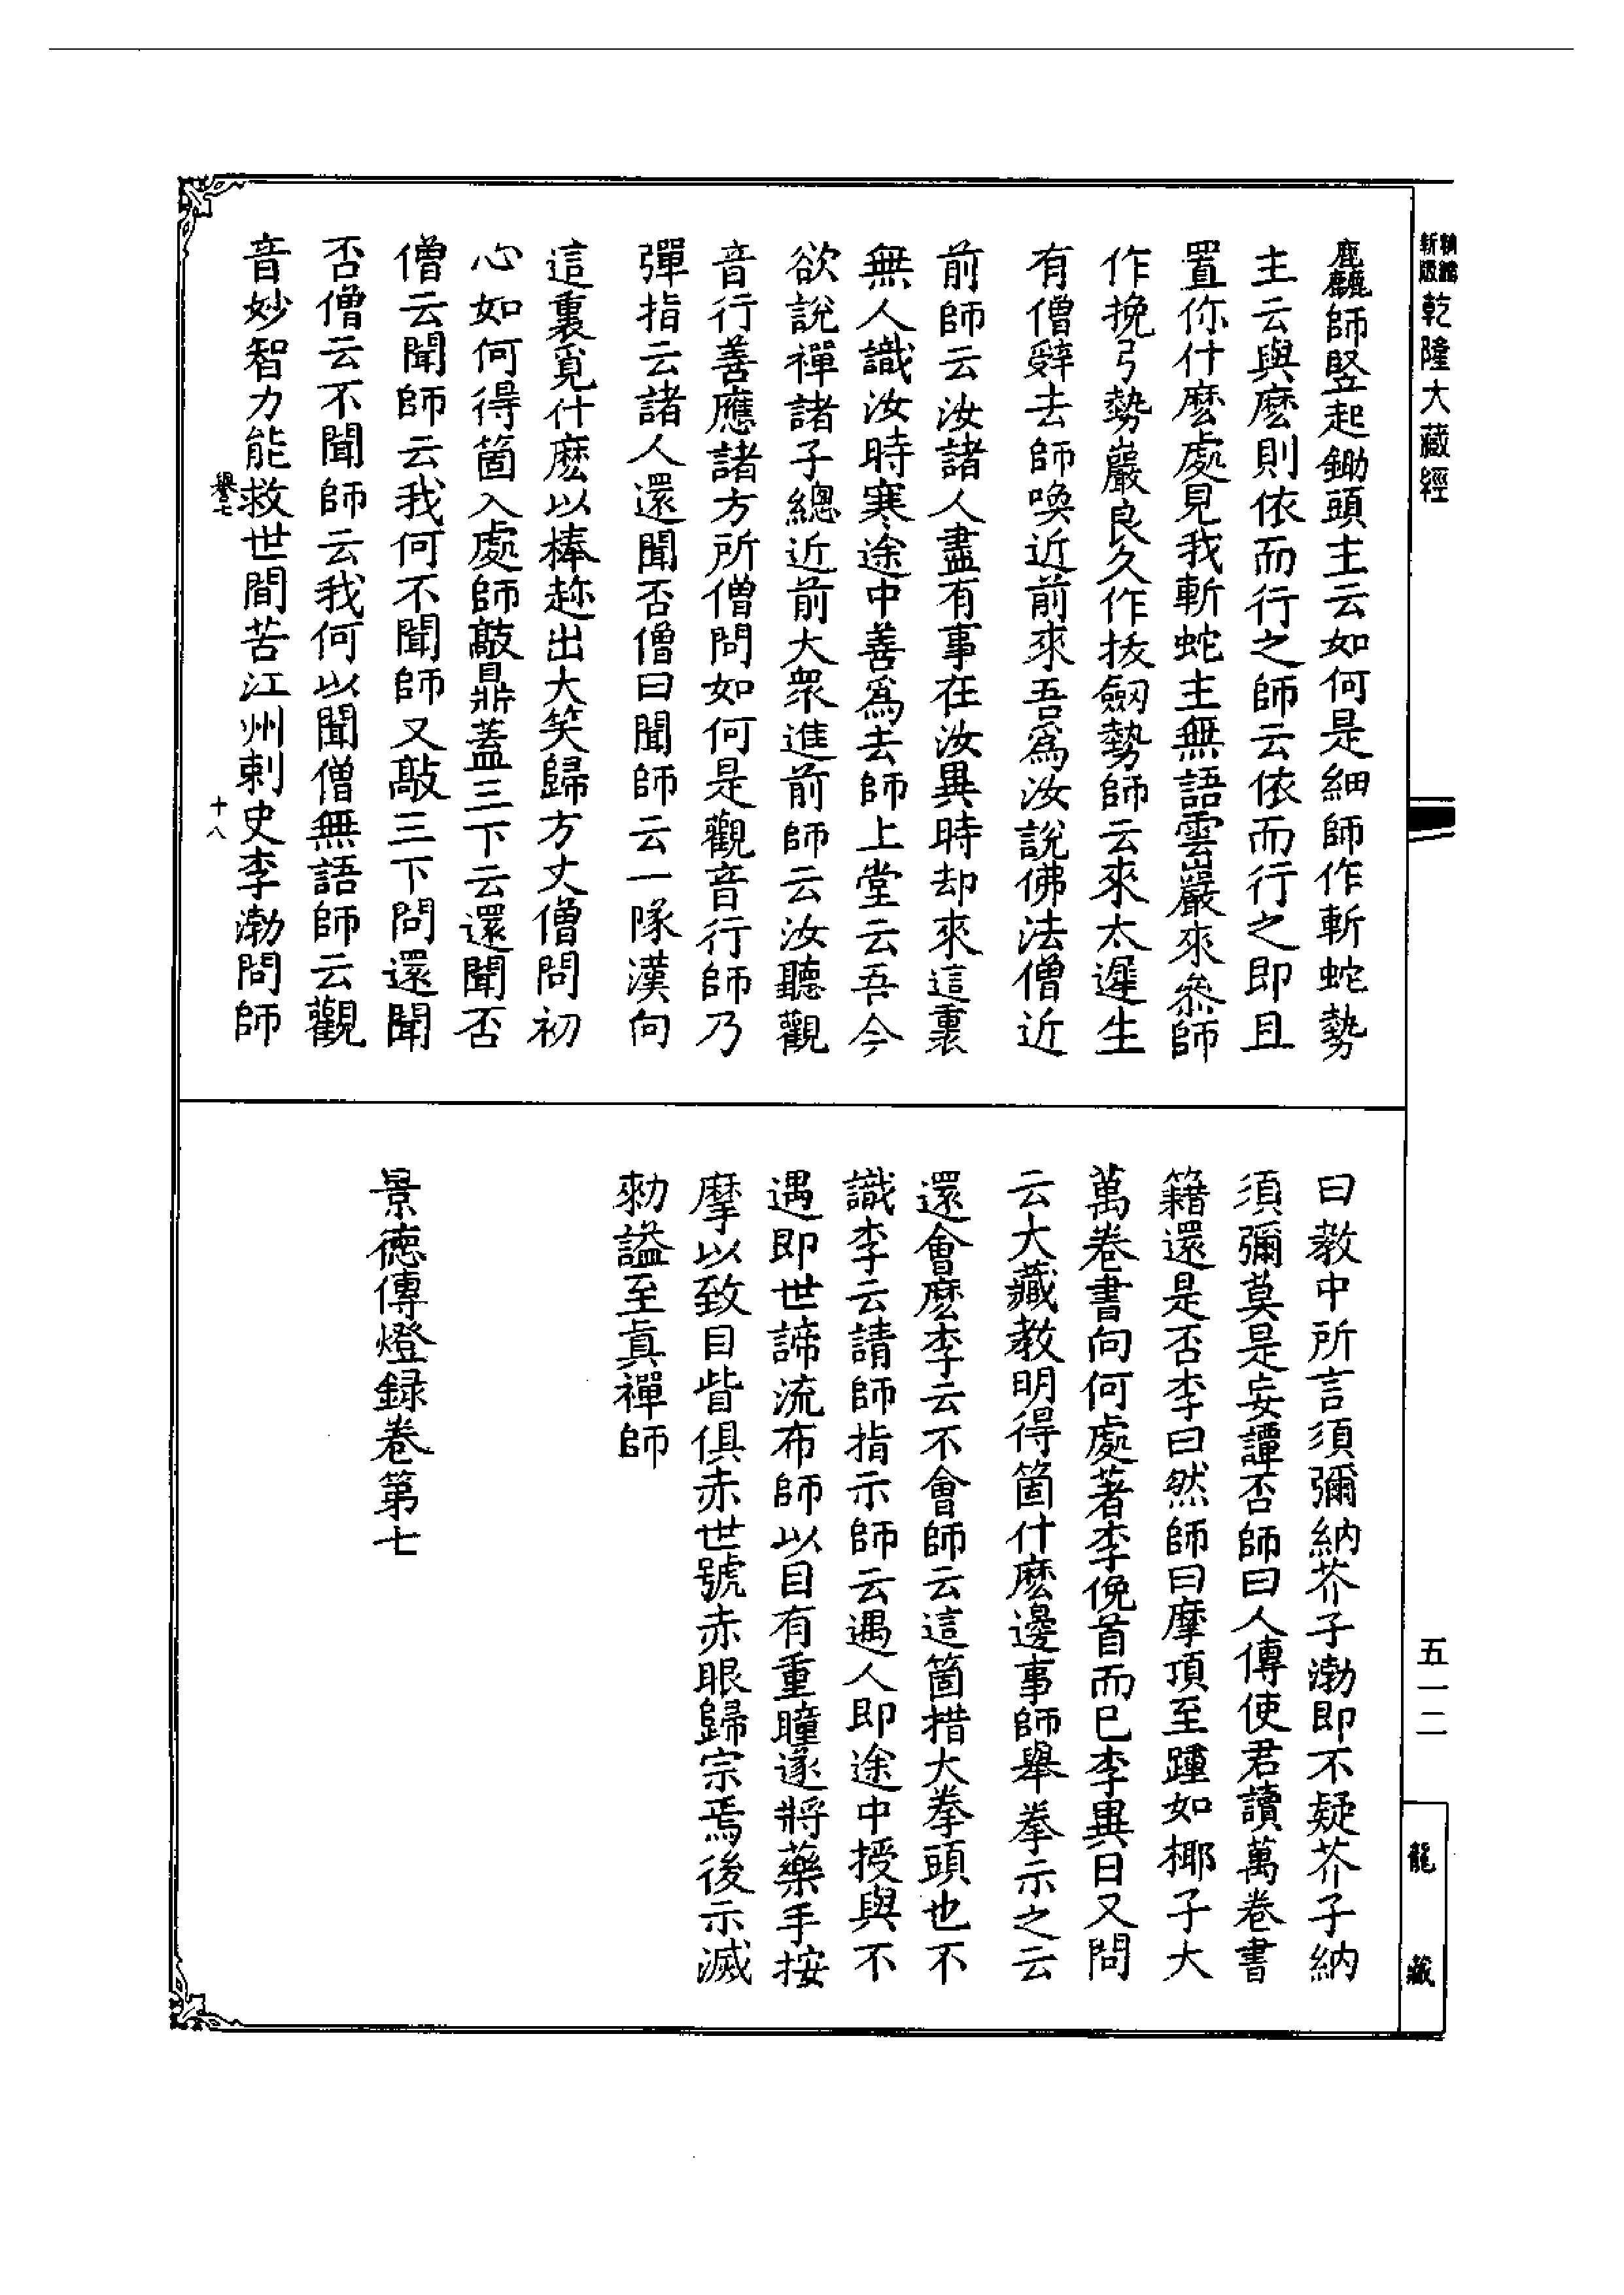 新版
乾隆大藏經
麤師竪起鋤頭主云如何是細師作斬蛇勢
主云與麽則依而行之師云依而行之即且
置你什麽處見我斬蛇主無語雲巖來參師
作挽弓勢巖良久作拔劒勢師云來太遲生
有僧辭去師喚近前來吾爲汝說佛法僧近
前師云汝諸人盡有事在汝異時却來這裏
無人識汝時寒途中善爲去師上堂云吾今
欲說禪諸子總近前大衆進前師云汝聽觀
音行善應諸方所僧問如何是觀音行師乃
彈指云諸人還聞否僧曰聞師云一隊漢向
這裏覓什麽以棒趂出大笑歸方丈僧問初
心如何得箇入處師敲鼎蓋三下云還聞否
僧云聞師云我何不聞師又敲三下問還聞
否僧云不聞師云我何以聞僧無語師云觀
音妙智力能救世間苦江州刺史李渤問師
十八
曰教中所言須彌納芥子渤即不疑芥子納
須彌莫是妄譚否師曰人傳使君讀萬卷書
籍還是否李曰然師曰摩頂至踵如椰子大
萬卷書向何處著李俛首而已李異日又問
云大藏教明得箇什麽邊事師舉拳示之云
還會麽李云不會師云這箇措大拳頭也不
識李云請師指示師云遇人即途中授與不
遇即世諦流布師以目有重瞳遂將藥手按
摩以致目眥俱赤世號赤眼歸宗焉後示滅
勑謚至眞禪師
景德傳燈録卷第七
五一二
龍藏